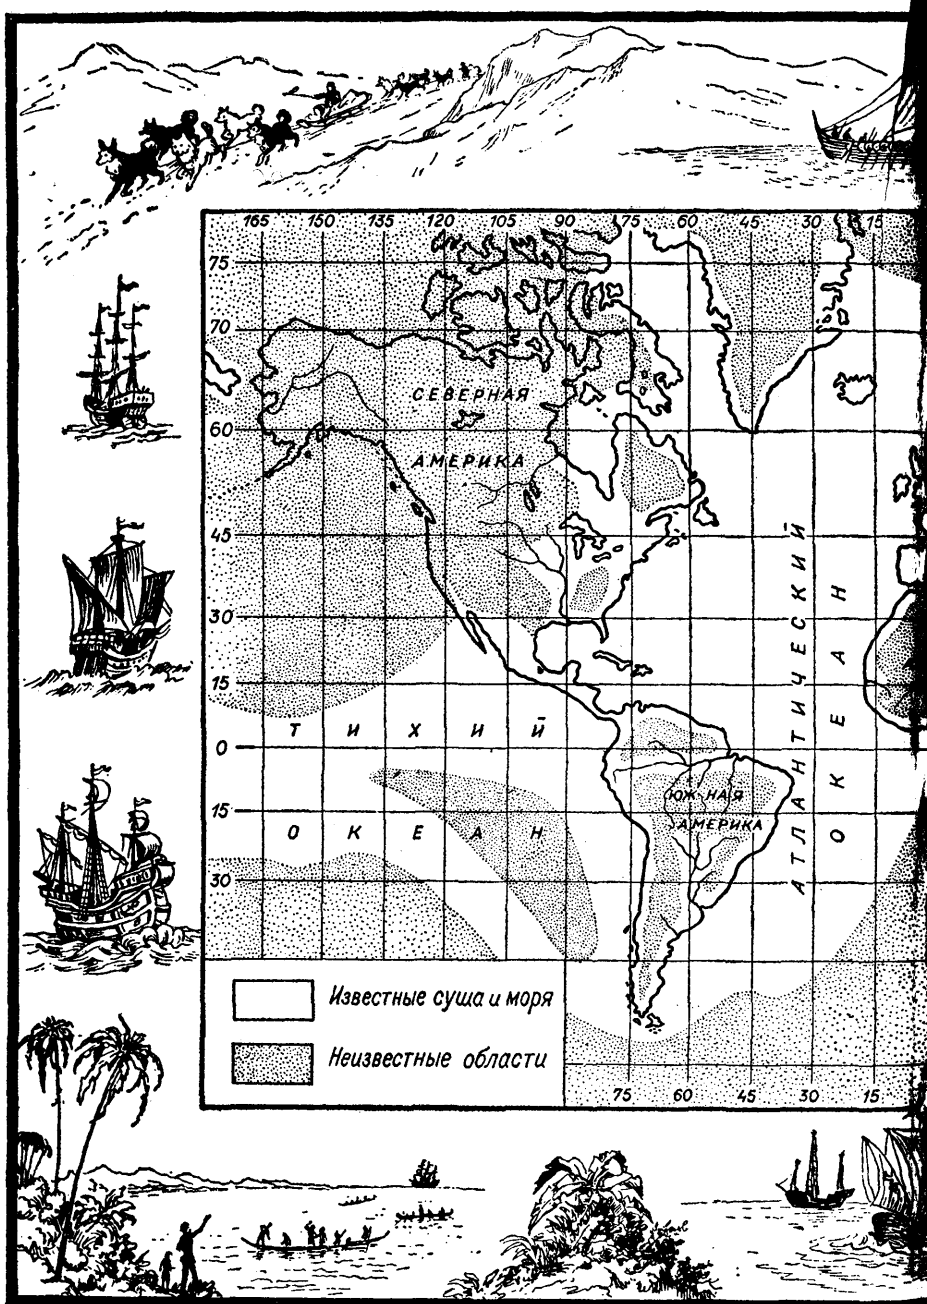 165 150 135 120 105 90 75 60 45 30 15
75
70
СЕВЕРНАЯ
60
АМЕРИКА
45
30
15
ТИХИЙ
0
ЮЖНАЯ
15
АМЕРИКА
ОКЕАН
30
АТЛАНТИЧЕСКИЙ
ОКЕАН
Известные суша и моря
Неизвестные области
75 60 45 30 15